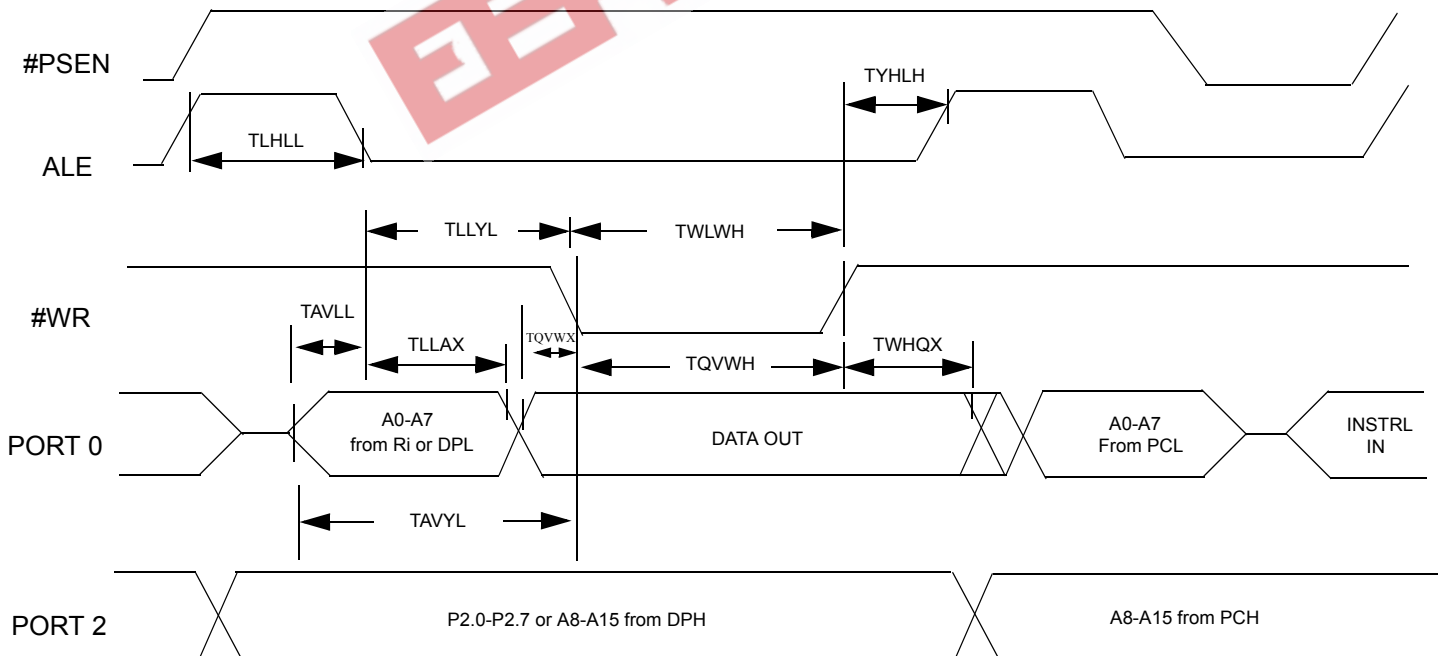 #PSEN
TYHLH
TLHLL
ALE
TLLYL
TWLWH
#WR
TAVLL
TLLAX
TQVWX
TQVWH
TWHQX
PORT 0
A0-A7
from Ri or DPL
DATA OUT
A0-A7
From PCL
INSTRL
IN
TAVYL
PORT 2
P2.0-P2.7 or A8-A15 from DPH
A8-A15 from PCH